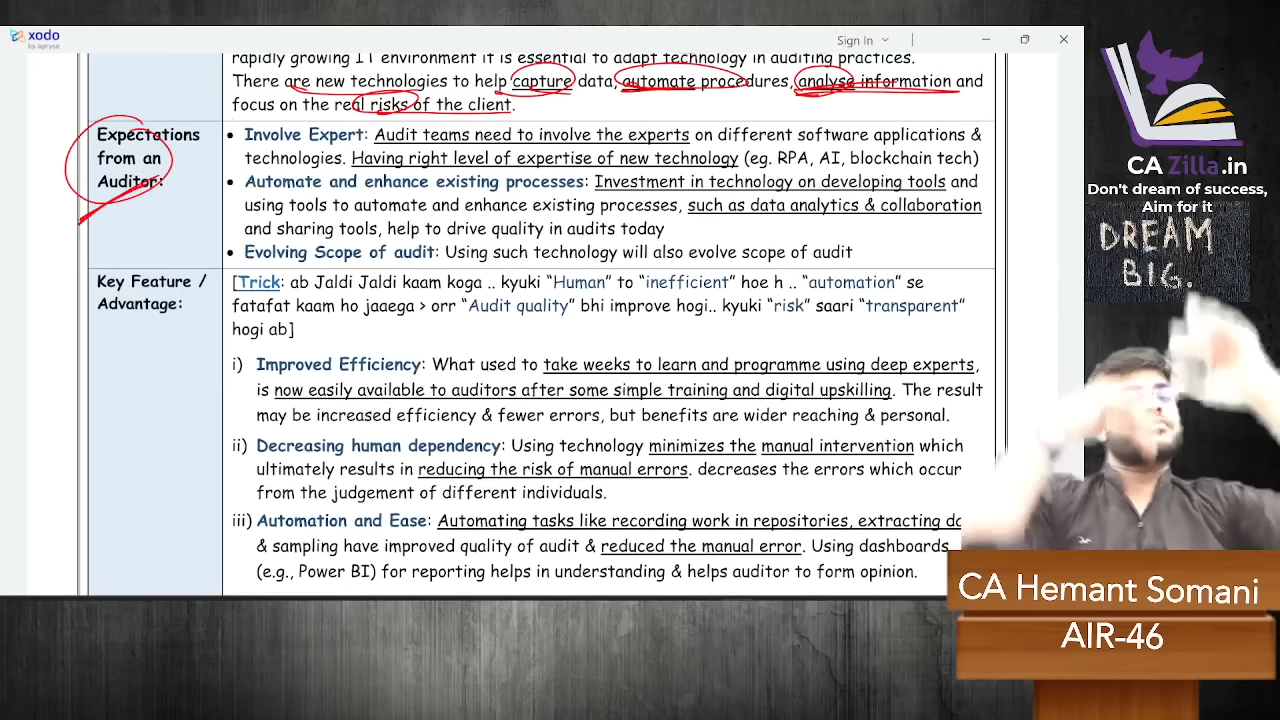 xodo
by apryse
Sign In
rapidly growing IT environment it is essential to adapt technology in auditing practices.
There are new technologies to help capture data, automate procedures, analyse information and
focus on the real risks of the client.
Expectations
from an
Auditor:
• Involve Expert: Audit teams need to involve the experts on different software applications &
technologies. Having right level of expertise of new technology (eg. RPA, AI, blockchain tech)
• Automate and enhance existing processes: Investment in technology on developing tools and
using tools to automate and enhance existing processes, such as data analytics & collaboration
and sharing tools, help to drive quality in audits today
• Evolving Scope of audit: Using such technology will also evolve scope of audit
Key Feature /
Advantage:
[Trick: ab Jaldi Jaldi kaam koga .. kyuki “Human” to “inefficient” hoe h .. “automation” se
fatafat kaam ho jaaega > orr “Audit quality” bhi improve hogi.. kyuki “risk” saari “transparent”
hogi ab]
i) Improved Efficiency: What used to take weeks to learn and programme using deep experts,
is now easily available to auditors after some simple training and digital upskilling. The result
may be increased efficiency & fewer errors, but benefits are wider reaching & personal.
ii) Decreasing human dependency: Using technology minimizes the manual intervention which
ultimately results in reducing the risk of manual errors. decreases the errors which occur
from the judgement of different individuals.
iii) Automation and Ease: Automating tasks like recording work in repositories, extracting
& sampling have improved quality of audit & reduced the manual error. Using dashboards
(e.g., Power BI) for reporting helps in understanding & helps auditor to form opinion.
CA Zilla.in
Don't dream of success,
Aim for it
DREAM
BIG.
CA Hemant Somani
AIR-46